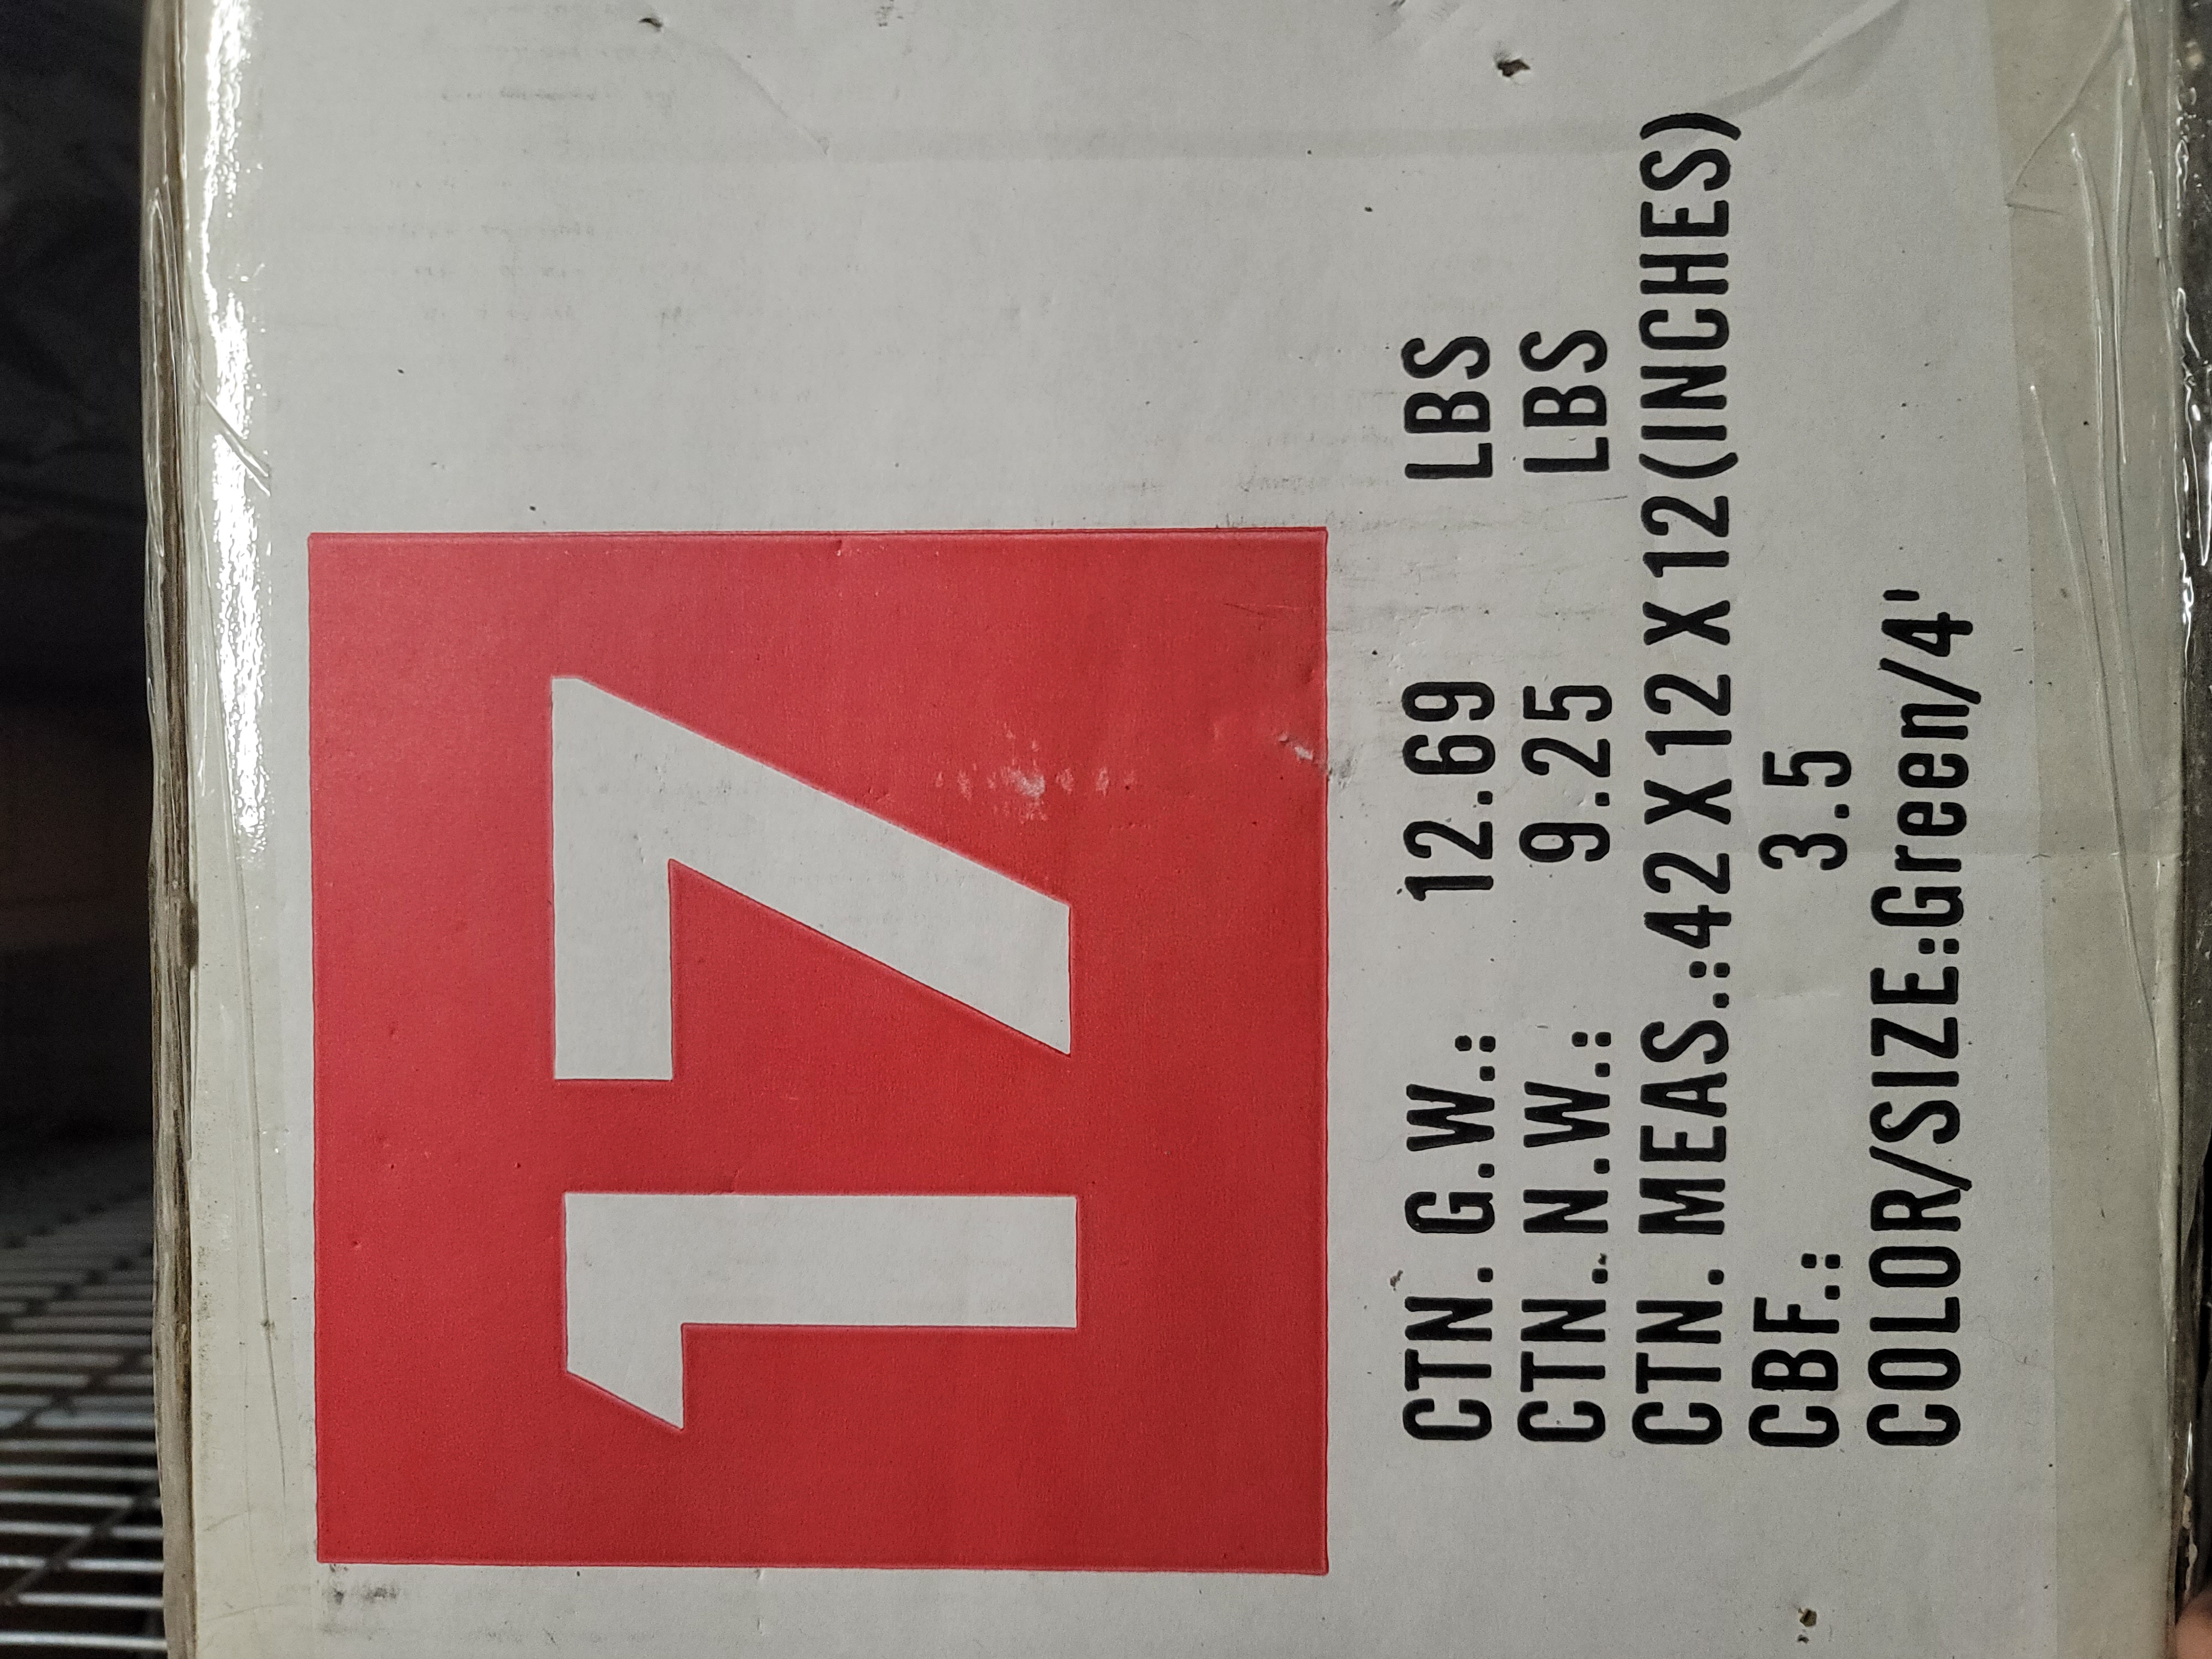 17
CTN. G.W.: 12.69 LBS
CTN. N.W.: 9.25 LBS
CTN. MEAS.:42 X 12 X 12(INCHES)
CBF.: 3.5
COLOR/SIZE:Green/4'